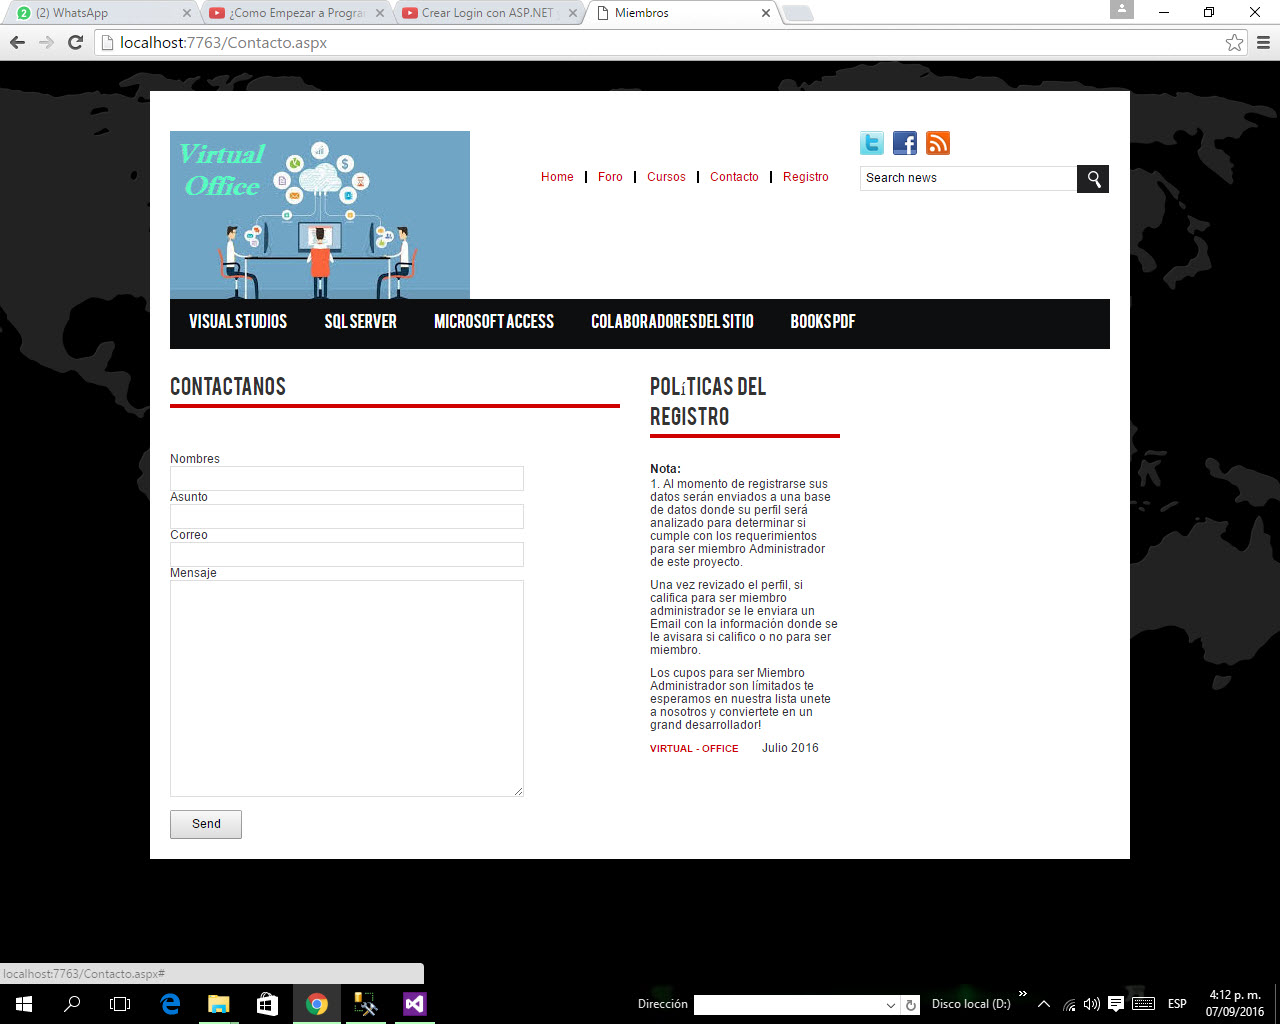 2
(2) WhatsApp
¿Como Empezar a Progra
Crear Login con ASP.NET
Miembros
localhost:7763/Contacto.aspx
Virtual
Office
Home
Foro
Cursos
Contacto
Registro
Search news
VISUAL STUDIOS
SQL SERVER
MICROSOFT ACCESS
COLABORADORES DEL SITIO
BOOKS PDF
CONTACTANOS
Nombres
Asunto
Correo
Mensaje
Send
POLíTICAS DEL
REGISTRO
Nota:
1. Al momento de registrarse sus
datos serán enviados a una base
de datos donde su perfil será
analizado para determinar si
cumple con los requerimientos
para ser miembro Administrador
de este proyecto.
Una vez revizado el perfil, si
califica para ser miembro
administrador se le enviara un
Email con la información donde se
le avisara si califico o no para ser
miembro.
Los cupos para ser Miembro
Administrador son límitados te
esperamos en nuestra lista unete
a nosotros y conviertete en un
grand desarrollador!
VIRTUAL - OFFICE
Julio 2016
localhost:7763/Contacto.aspx#
Dirección
Disco local (D:)
ESP
4:12 p. m.
07/09/2016